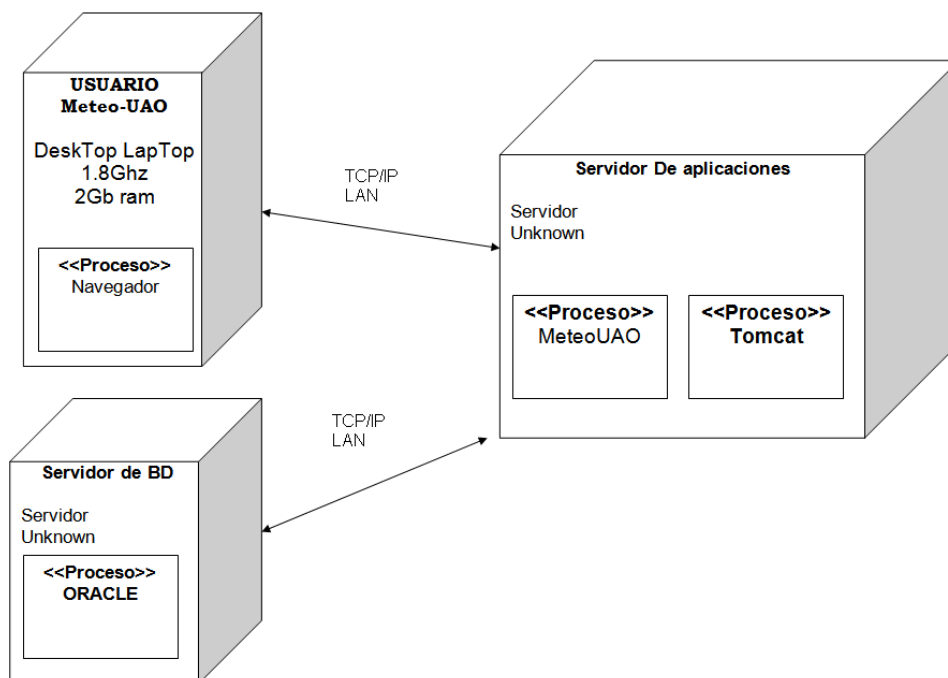 USUARIO
Meteo-UAO
DeskTop LapTop
1.8Ghz
2Gb ram
<<Proceso>>
Navegador
TCP/IP
LAN
Servidor De aplicaciones
Servidor
Unknown
<<Proceso>>
MeteoUAO
<<Proceso>>
Tomcat
TCP/IP
LAN
Servidor de BD
Servidor
Unknown
<<Proceso>>
ORACLE